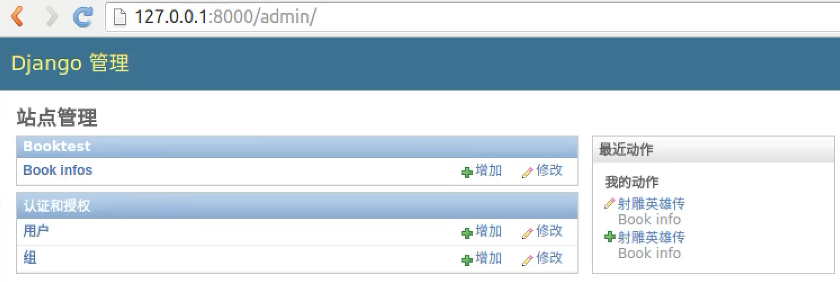 127.0.0.1:8000/admin/
Django 管理
站点管理
Booktest
Book infos 增加 修改
认证和授权
用户 增加 修改
组 增加 修改
最近动作
我的动作
射雕英雄传
Book info
射雕英雄传
Book info